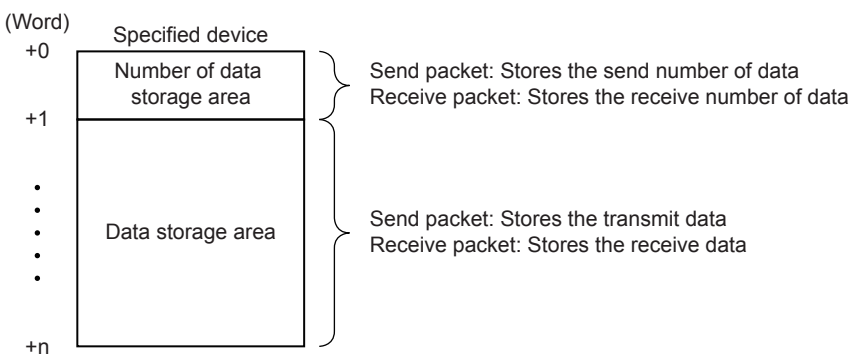 (Word)
Specified device
+0
Number of data
storage area
Send packet: Stores the send number of data
Receive packet: Stores the receive number of data
+1
Data storage area
Send packet: Stores the transmit data
Receive packet: Stores the receive data
+n